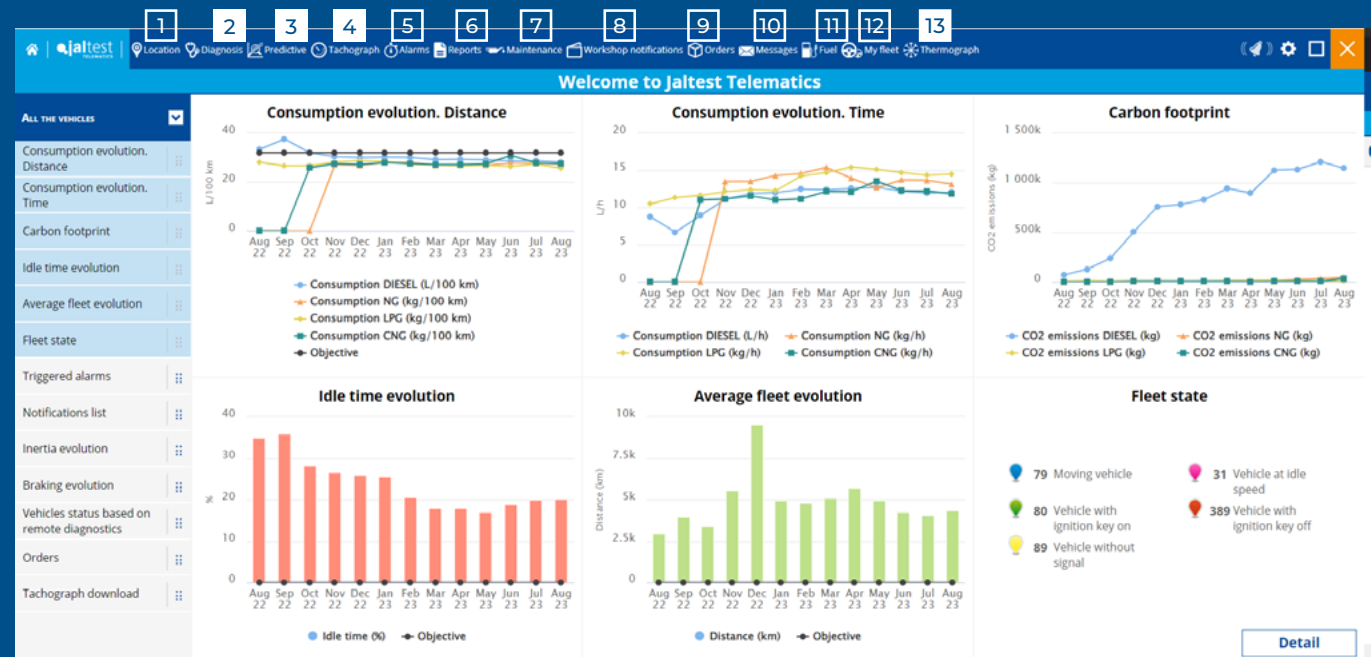 1 2 3 4 5 6 7 8 9 10 11 12 13
jaltest TELEMATICS Location Diagnosis Predictive Tachograph Alarms Reports Maintenance Workshop notifications Orders Messages Fuel My fleet Thermograph
Welcome to Jaltest Telematics
ALL THE VEHICLES
Consumption evolution.
Distance
Consumption evolution.
Time
Carbon footprint
Idle time evolution
Average fleet evolution
Fleet state
Triggered alarms
Notifications list
Inertia evolution
Braking evolution
Vehicles status based on
remote diagnostics
Orders
Tachograph download
Consumption evolution. Distance
40
20
0
L/100 km
Aug Sep Oct Nov Dec Jan Feb Mar Apr May Jun Jul Aug
22 22 22 22 22 23 23 23 23 23 23 23 23
Consumption DIESEL (L/100 km)
Consumption NG (kg/100 km)
Consumption LPG (kg/100 km)
Consumption CNG (kg/100 km)
Objective
Consumption evolution. Time
20
15
10
5
0
L/h
Aug Sep Oct Nov Dec Jan Feb Mar Apr May Jun Jul Aug
22 22 22 22 22 23 23 23 23 23 23 23 23
Consumption DIESEL (L/h) Consumption NG (kg/h)
Consumption LPG (kg/h) Consumption CNG (kg/h)
Carbon footprint
1 500k
1 000k
500k
0
CO2 emissions (kg)
Aug Sep Oct Nov Dec Jan Feb Mar Apr May Jun Jul Aug
22 22 22 22 22 23 23 23 23 23 23 23 23
CO2 emissions DIESEL (kg) CO2 emissions NG (kg)
CO2 emissions LPG (kg) CO2 emissions CNG (kg)
Idle time evolution
40
30
20
10
0
%
Aug Sep Oct Nov Dec Jan Feb Mar Apr May Jun Jul Aug
22 22 22 22 22 23 23 23 23 23 23 23 23
Idle time (%) Objective
Average fleet evolution
10k
7.5k
5k
2.5k
0
Distance (km)
Aug Sep Oct Nov Dec Jan Feb Mar Apr May Jun Jul Aug
22 22 22 22 22 23 23 23 23 23 23 23 23
Distance (km) Objective
Fleet state
79 Moving vehicle
80 Vehicle with
ignition key on
89 Vehicle without
signal
31 Vehicle at idle
speed
389 Vehicle with
ignition key off
Detail